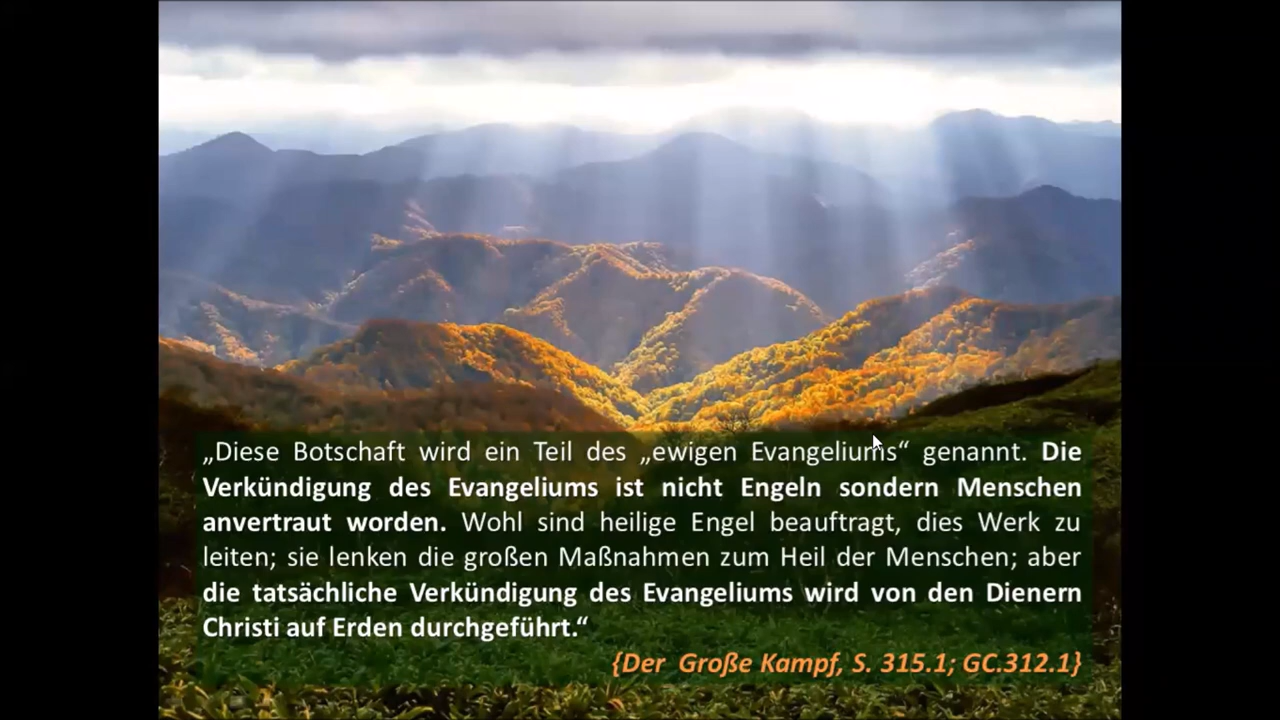 „Diese Botschaft wird ein Teil des „ewigen Evangeliums“ genannt. Die
Verkündigung des Evangeliums ist nicht Engeln sondern Menschen
anvertraut worden. Wohl sind heilige Engel beauftragt, dies Werk zu
leiten; sie lenken die großen Maßnahmen zum Heil der Menschen; aber
die tatsächliche Verkündigung des Evangeliums wird von den Dienern
Christi auf Erden durchgeführt.“
{Der Große Kampf, S. 315.1; GC.312.1}